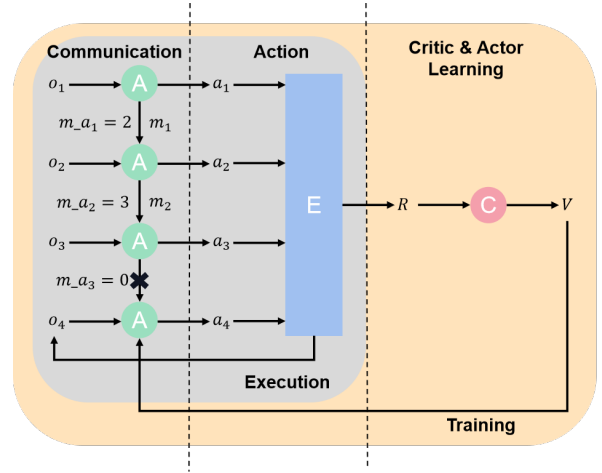 Communication
Action
Critic & Actor
Learning
o₁ A a₁
m_a₁ = 2 m₁
o₂ A a₂
m_a₂ = 3 m₂
E R C V
o₃ A a₃
m_a₃ = 0
o₄ A a₄
Execution
Training